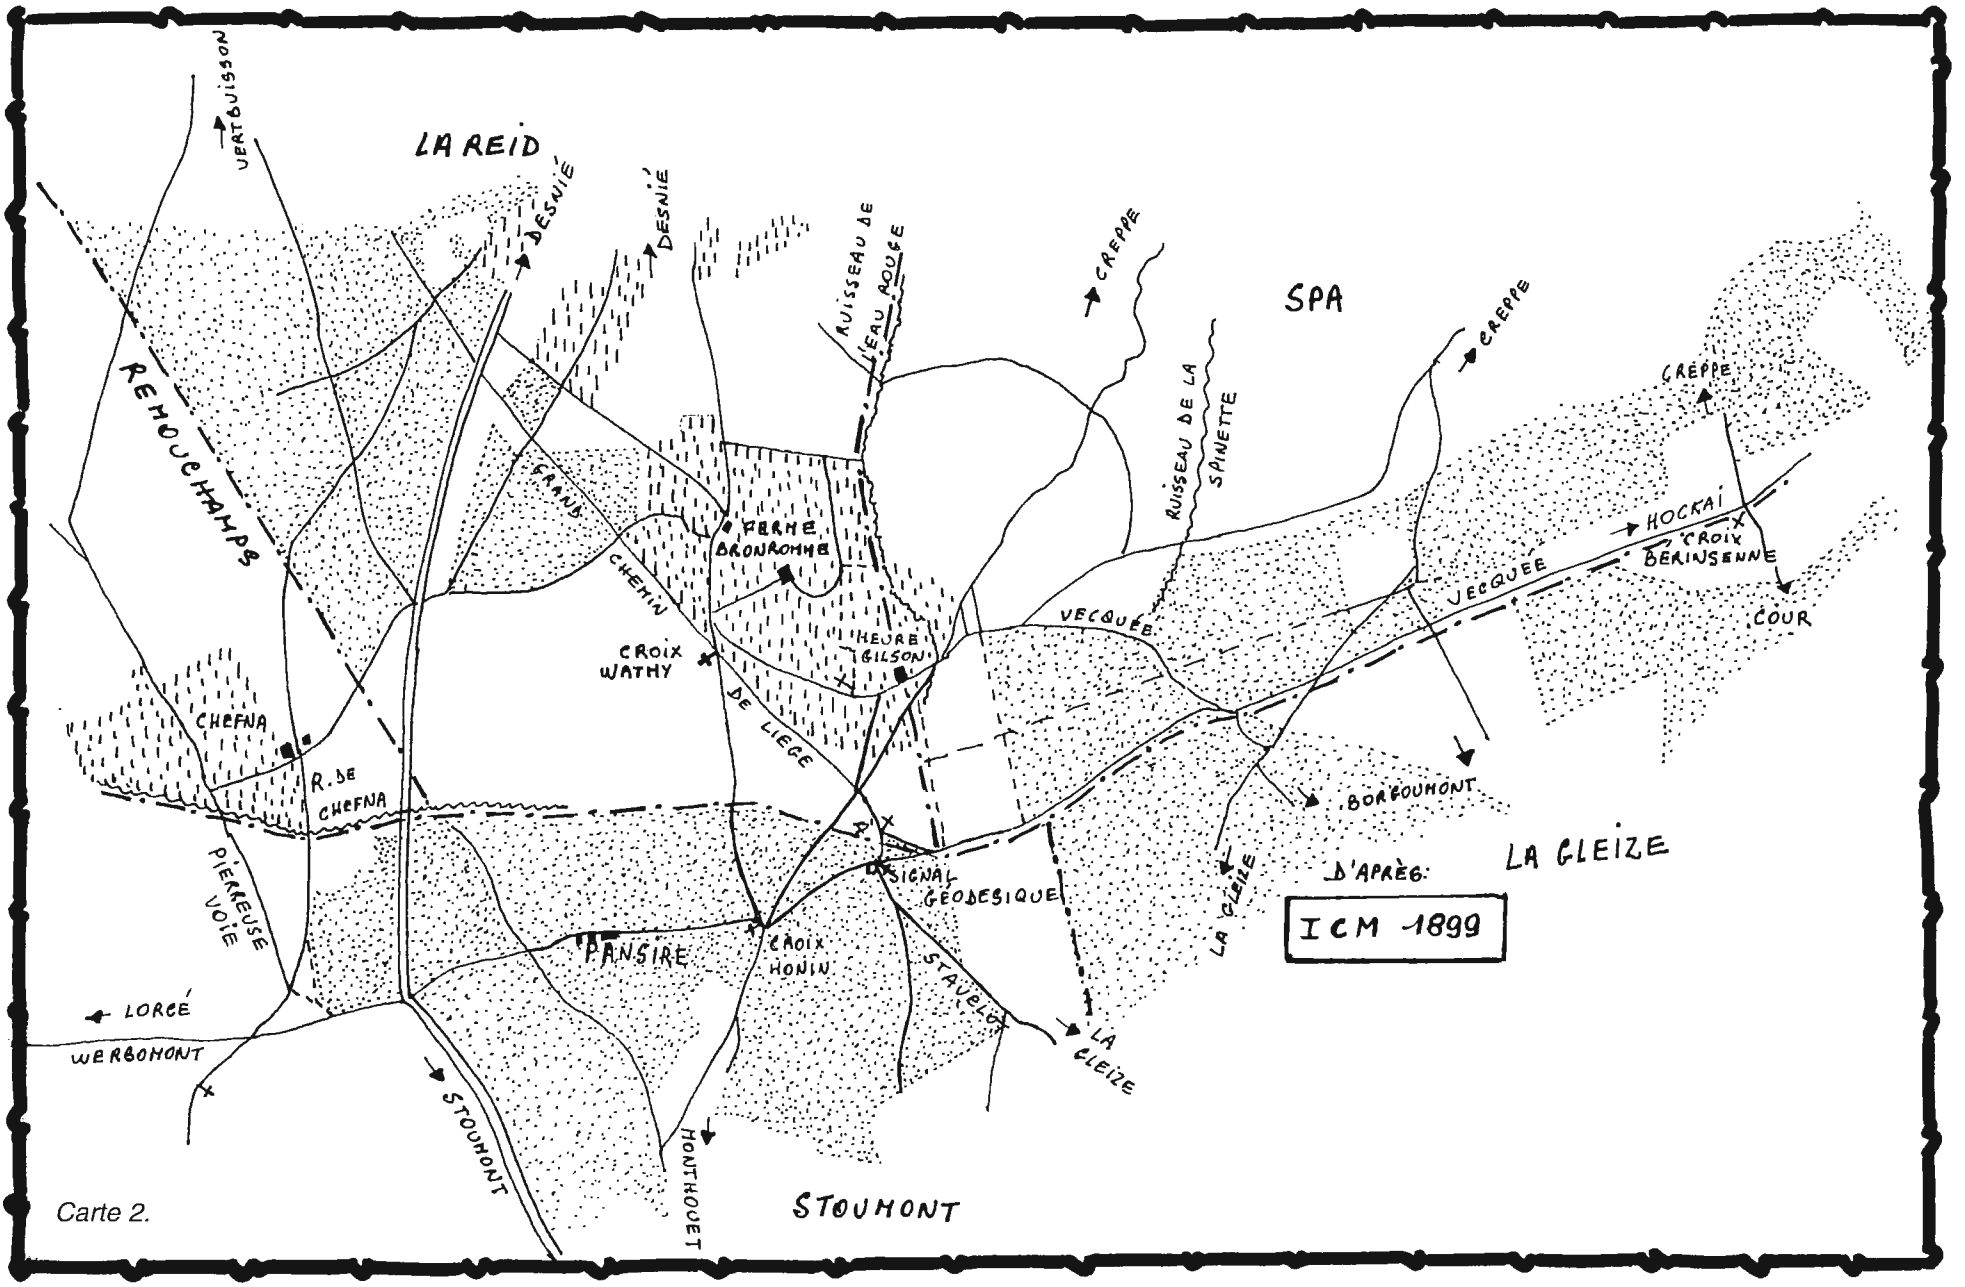 VERTBUISSON
LA REID
DESNIÉ
DESNIÉ
RUISSEAU DE
L'EAU ROUGE
CREPPE
SPA
CREPPE
CREPPE
REMOUCHAMPS
RUISSEAU DE LA
SPINETTE
GRAND
CHEMIN
DE LIEGE
FERME
BRONROMME
HOCKAI
CROIX
BÉRINSENNE
VECQUÉE
VECQUÉE
COUR
HEURE
GILSON
CROIX
WATHY
CHEFNA
R. DE
CHEFNA
BORGOUMONT
PIERREUSE
VOIE
SIGNAL
GÉODESIQUE
LA GLEIZE
LA GLEIZE
D'APRÈS:
ICM 1899
FANSIRE
CROIX
HONIN
STAVELOT
LA
GLEIZE
LORCÉ
WERBOMONT
STOUMONT
MONTHOUET
STOUMONT
Carte 2.